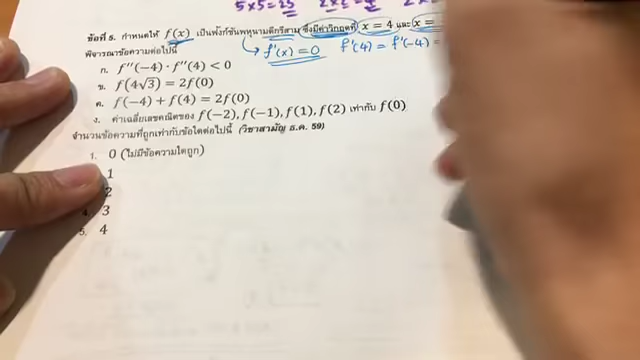 5×5=25
ข้อที่ 5. กำหนดให้ f(x) เป็นฟังก์ชันพหุนามดีกรีสาม ซึ่งมีค่าวิกฤตที่ x = 4 และ x =
พิจารณาข้อความต่อไปนี้
f'(x) = 0 f'(4) = f'(-4) =
ก. f''(−4) · f''(4) < 0
ข. f(4√3) = 2f(0)
ค. f(−4) + f(4) = 2f(0)
ง. ค่าเฉลี่ยเลขคณิตของ f(−2), f(−1), f(1), f(2) เท่ากับ f(0)
จำนวนข้อความที่ถูกเท่ากับข้อใดต่อไปนี้ (วิชาสามัญ ธ.ค. 59)
1. 0 (ไม่มีข้อความใดถูก)
1
2
4. 3
5. 4